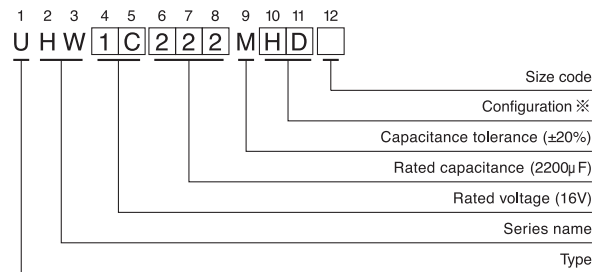 1 2 3 4 5 6 7 8 9 10 11 12
U H W 1 C 2 2 2 M H D
Size code
Configuration ※
Capacitance tolerance (±20%)
Rated capacitance (2200µF)
Rated voltage (16V)
Series name
Type